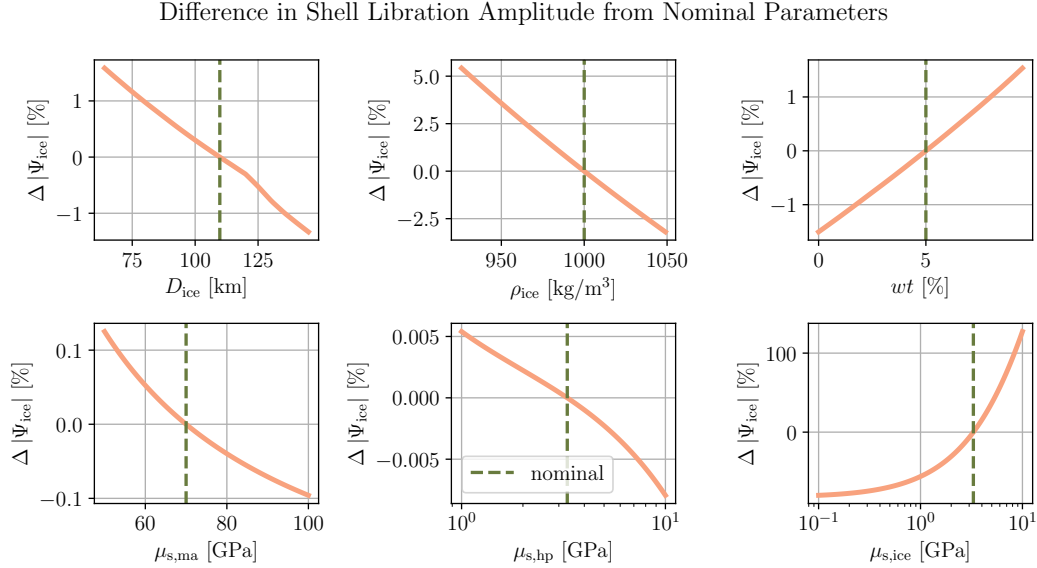 Difference in Shell Libration Amplitude from Nominal Parameters
Δ |Ψ_ice| [%]
1
0
−1
75 100 125
D_ice [km]
Δ |Ψ_ice| [%]
5.0
2.5
0.0
−2.5
950 1000 1050
ρ_ice [kg/m³]
Δ |Ψ_ice| [%]
1
0
−1
0 5
wt [%]
Δ |Ψ_ice| [%]
0.1
0.0
−0.1
60 80 100
μ_s,ma [GPa]
Δ |Ψ_ice| [%]
0.005
0.000
−0.005
nominal
10⁰ 10¹
μ_s,hp [GPa]
Δ |Ψ_ice| [%]
100
0
10⁻¹ 10⁰ 10¹
μ_s,ice [GPa]